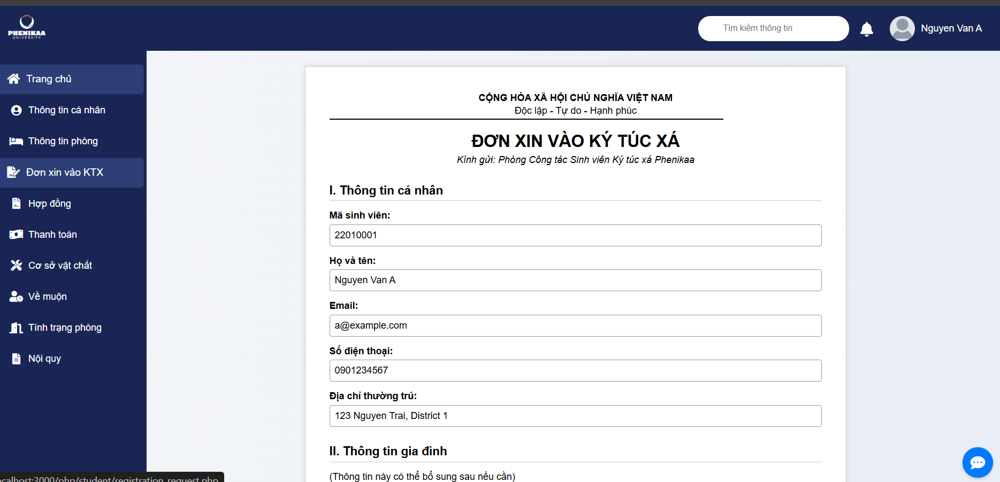 PHENIKAA
UNIVERSITY
Tìm kiếm thông tin
Nguyen Van A
Trang chủ
Thông tin cá nhân
Thông tin phòng
Đơn xin vào KTX
Hợp đồng
Thanh toán
Cơ sở vật chất
Về muộn
Tình trạng phòng
Nội quy
CỘNG HÒA XÃ HỘI CHỦ NGHĨA VIỆT NAM
Độc lập - Tự do - Hạnh phúc
ĐƠN XIN VÀO KÝ TÚC XÁ
Kính gửi: Phòng Công tác Sinh viên Ký túc xá Phenikaa
I. Thông tin cá nhân
Mã sinh viên:
22010001
Họ và tên:
Nguyen Van A
Email:
a@example.com
Số điện thoại:
0901234567
Địa chỉ thường trú:
123 Nguyen Trai, District 1
II. Thông tin gia đình
(Thông tin này có thể bổ sung sau nếu cần)
ocalhost:3000/php/student/registration_request.php